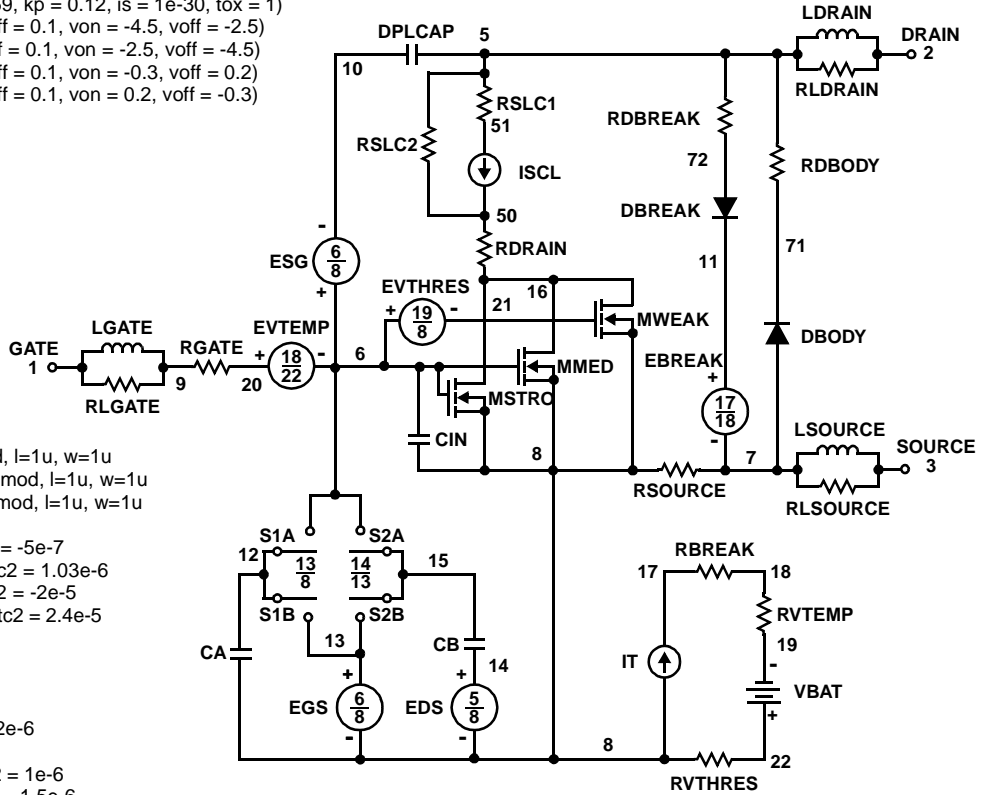 59, kp = 0.12, is = 1e-30, tox = 1)
ff = 0.1, von = -4.5, voff = -2.5)
f = 0.1, von = -2.5, voff = -4.5)
ff = 0.1, von = -0.3, voff = 0.2)
ff = 0.1, von = 0.2, voff = -0.3)
LDRAIN
DPLCAP
5
DRAIN
2
10
RLDRAIN
RSLC1
51
RSLC2
RDBREAK
72
RDBODY
ISCL
DBREAK
50
RDRAIN
71
11
ESG
6
8
EVTHRES
16
21
19
8
MWEAK
LGATE
EVTEMP
GATE
1
RGATE
18
22
6
MMED
EBREAK
DBODY
9
20
RLGATE
MSTRO
17
18
LSOURCE
CIN
8
7
SOURCE
3
RSOURCE
RLSOURCE
l, l=1u, w=1u
mod, l=1u, w=1u
mod, l=1u, w=1u
= -5e-7
c2 = 1.03e-6
2 = -2e-5
tc2 = 2.4e-5
S1A
S2A
12
13
8
14
13
15
S1B
S2B
13
CA
CB
14
EGS
6
8
EDS
5
8
RBREAK
17
18
RVTEMP
19
IT
VBAT
8
22
RVTHRES
2e-6
2 = 1e-6